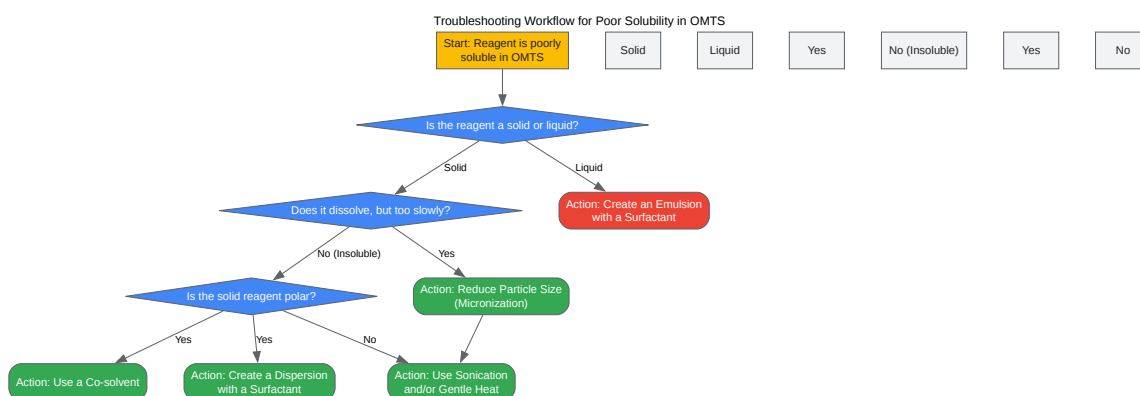 Troubleshooting Workflow for Poor Solubility in OMTS
Start: Reagent is poorly
soluble in OMTS
Solid
Liquid
Yes
No (Insoluble)
Yes
No
Is the reagent a solid or liquid?
Solid
Liquid
Does it dissolve, but too slowly?
Action: Create an Emulsion
with a Surfactant
No (Insoluble)
Yes
Is the solid reagent polar?
Action: Reduce Particle Size
(Micronization)
Yes
Yes
No
Action: Use a Co-solvent
Action: Create a Dispersion
with a Surfactant
Action: Use Sonication
and/or Gentle Heat